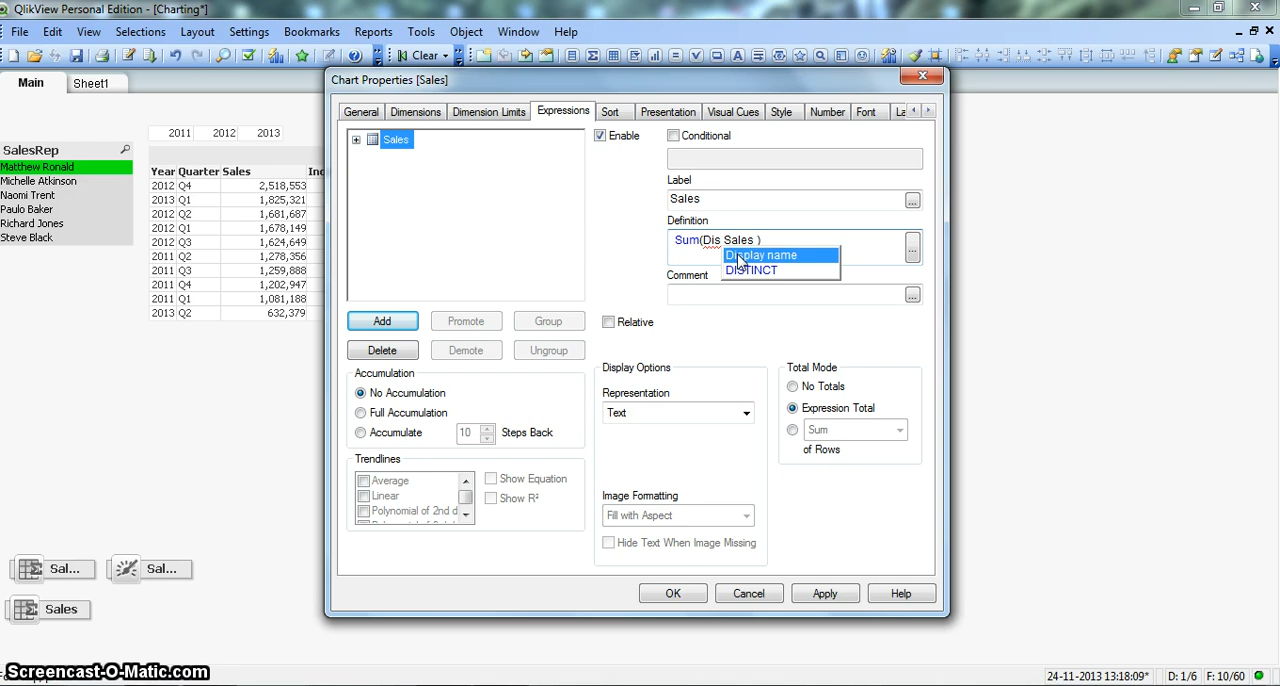 QlikView Personal Edition - [Charting*]
File Edit View Selections Layout Settings Bookmarks Reports Tools Object Window Help
Clear
Main Sheet1
2011 2012 2013
SalesRep
Matthew Ronald
Michelle Atkinson
Naomi Trent
Paulo Baker
Richard Jones
Steve Black
Year Quarter Sales Inc
2012 Q4 2,518,553
2013 Q1 1,825,321
2012 Q2 1,681,687
2012 Q1 1,678,149
2012 Q3 1,624,649
2011 Q2 1,278,356
2011 Q3 1,259,888
2011 Q4 1,202,947
2011 Q1 1,081,188
2013 Q2 632,379
Sal... Sal...
Sales
Chart Properties [Sales]
General Dimensions Dimension Limits Expressions Sort Presentation Visual Cues Style Number Font La
Sales
Enable Conditional
Label
Sales
...
Definition
Sum(Dis Sales )
...
Display name
DISTINCT
Comment
...
Add Promote Group
Delete Demote Ungroup
Relative
Accumulation
No Accumulation
Full Accumulation
Accumulate 10 Steps Back
Trendlines
Average
Linear
Polynomial of 2nd d
Show Equation
Show R²
Display Options
Representation
Text
Image Formatting
Fill with Aspect
Hide Text When Image Missing
Total Mode
No Totals
Expression Total
Sum
of Rows
OK Cancel Apply Help
Screencast-O-Matic.com
24-11-2013 13:18:09* D: 1/6 F: 10/60